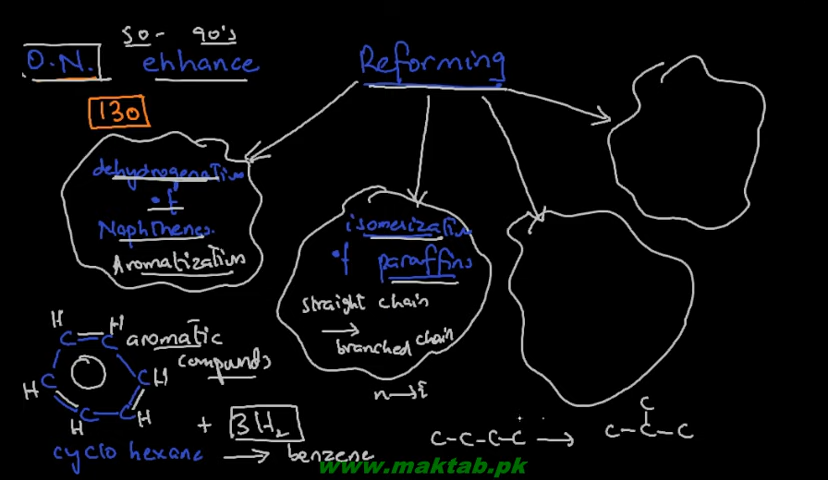 50- 90's
O.N. ehhance
Reforming
130
dehydrogenation
of
Naphthenes.
Aromatization
isomerization
of paraffins
straight chain
→ branched chain
n→i
H H
C=C aromatic
compounds
H C C H
C-C H
H
+ 3H₂
cyclo hexane → benzene
C-C-C-C → C-C-C
C
www.maktab.pk